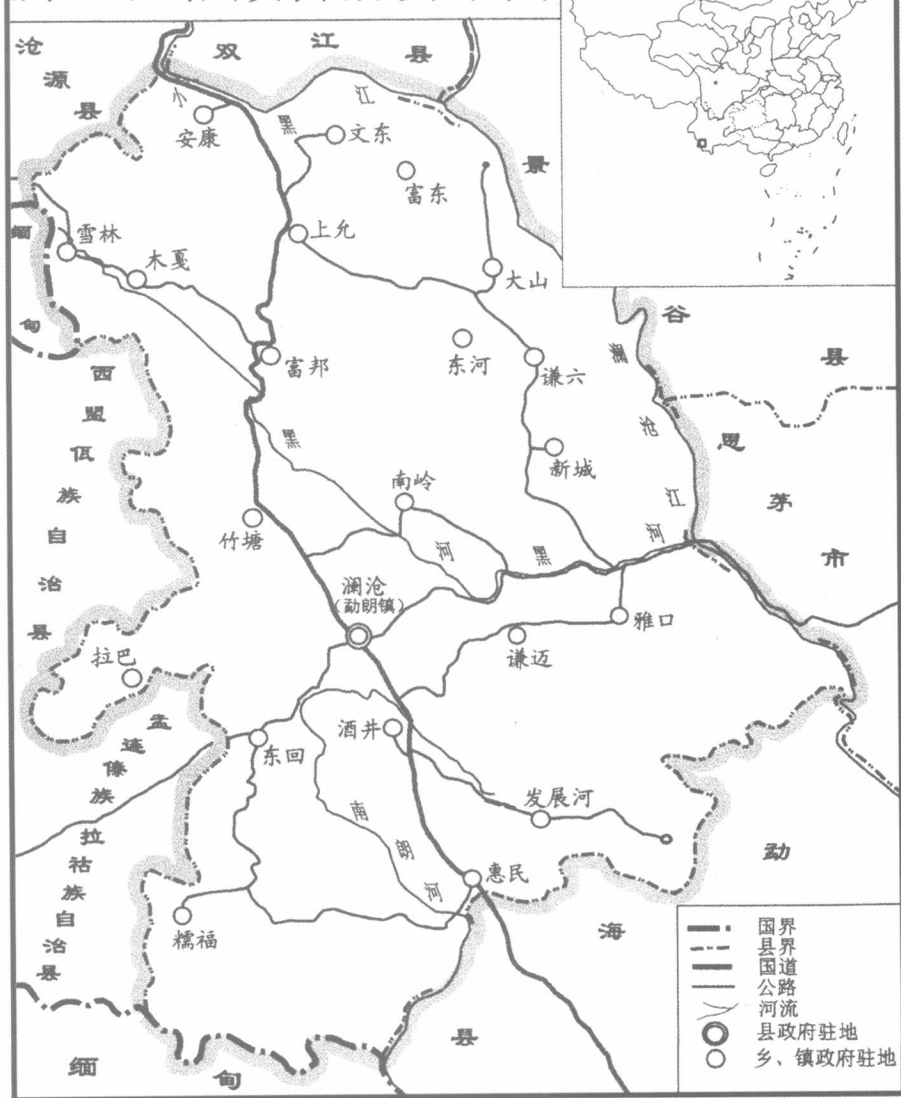 沧源县
双江县
小黑江
安康
文东
富东
景谷县
雪林
木戛
上允
大山
缅甸
富邦
东河
谦六
澜沧江
西盟佤族自治县
黑河
新城
思茅市
南岭
竹塘
黑河
澜沧
(勐朗镇)
雅口
谦迈
拉巴
孟连傣族拉祜族自治县
东回
酒井
南朗河
发展河
惠民
勐海县
糯福
缅甸
国界
县界
国道
公路
河流
县政府驻地
乡、镇政府驻地